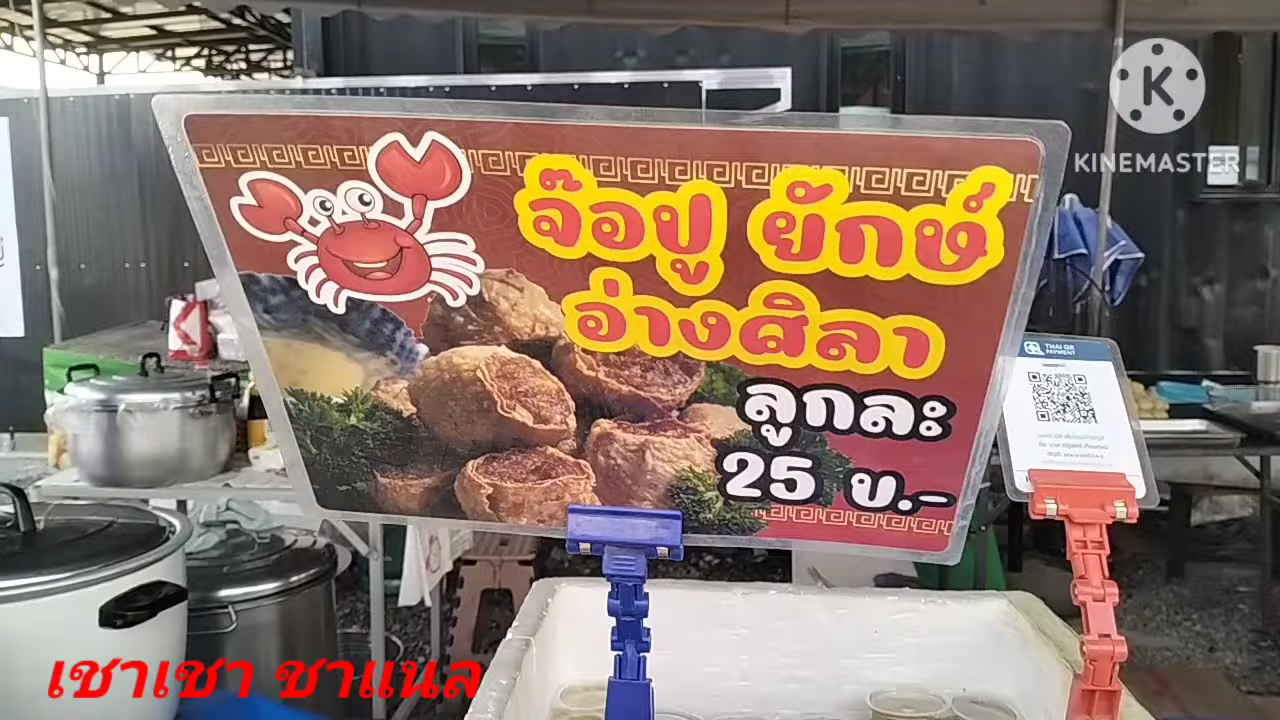 จ๊อปู ยักษ์
อ่างศิลา
ลูกละ
25 บ.-
THAI QR
PAYMENT
K
KINEMASTER
เชาเชา ชาแนล